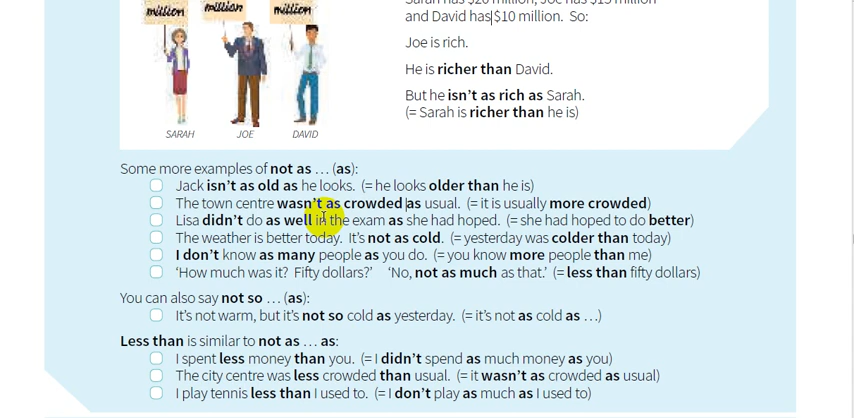 million million million
Sarah has $20 million, Joe has $15 million
and David has $10 million. So:
Joe is rich.
He is richer than David.
But he isn't as rich as Sarah.
(= Sarah is richer than he is)
SARAH JOE DAVID
Some more examples of not as … (as):
Jack isn't as old as he looks. (= he looks older than he is)
The town centre wasn't as crowded as usual. (= it is usually more crowded)
Lisa didn't do as well in the exam as she had hoped. (= she had hoped to do better)
The weather is better today. It's not as cold. (= yesterday was colder than today)
I don't know as many people as you do. (= you know more people than me)
'How much was it? Fifty dollars?' 'No, not as much as that.' (= less than fifty dollars)
You can also say not so … (as):
It's not warm, but it's not so cold as yesterday. (= it's not as cold as …)
Less than is similar to not as … as:
I spent less money than you. (= I didn't spend as much money as you)
The city centre was less crowded than usual. (= it wasn't as crowded as usual)
I play tennis less than I used to. (= I don't play as much as I used to)